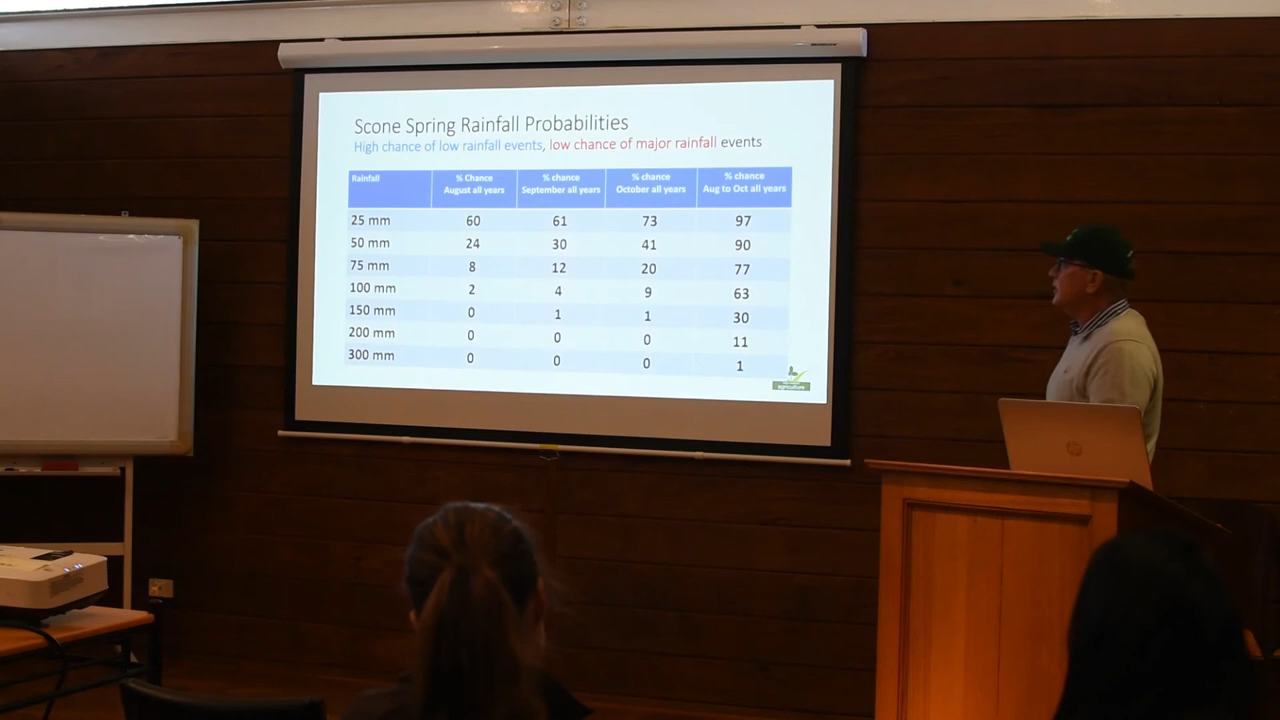 Scone Spring Rainfall Probabilities
High chance of low rainfall events, low chance of major rainfall events
Rainfall % Chance August all years % chance September all years % chance October all years % chance Aug to Oct all years
25 mm 60 61 73 97
50 mm 24 30 41 90
75 mm 8 12 20 77
100 mm 2 4 9 63
150 mm 0 1 1 30
200 mm 0 0 0 11
300 mm 0 0 0 1
agriculture
hp